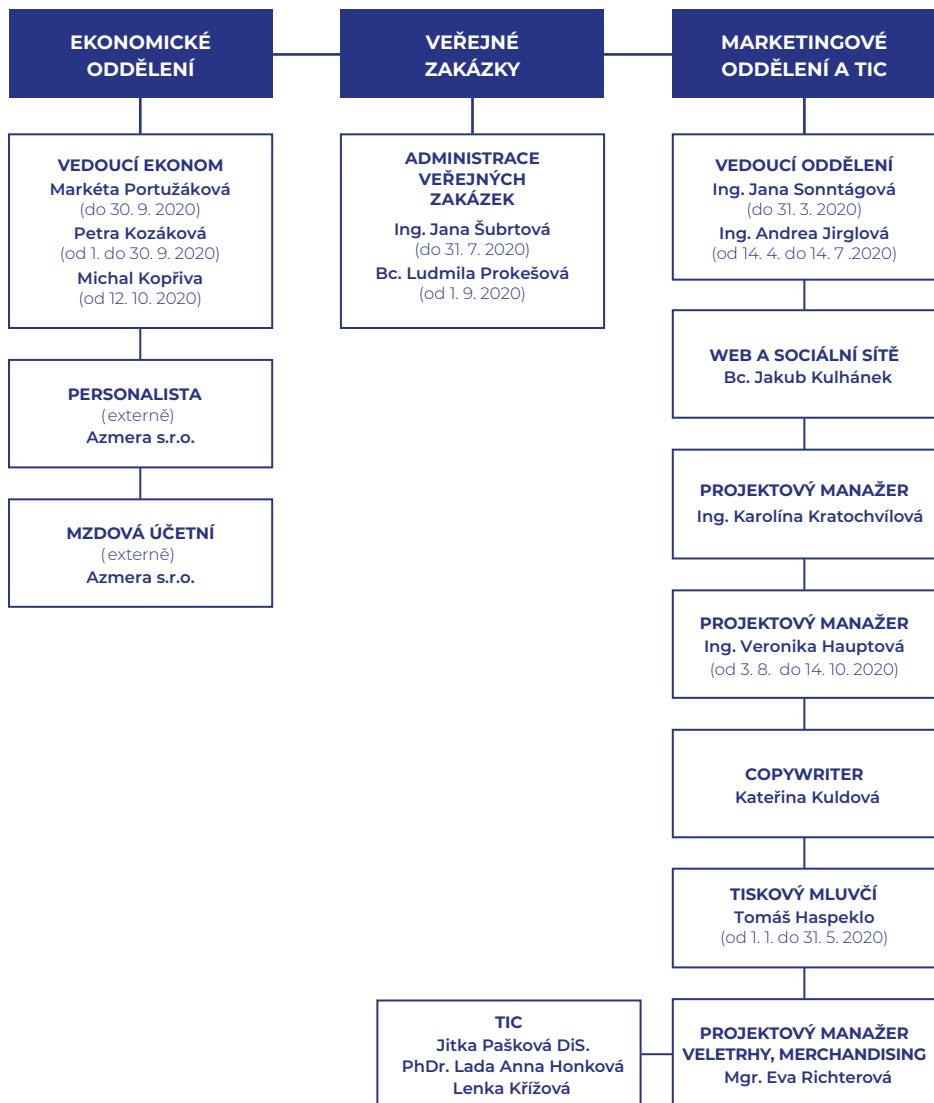 EKONOMICKÉ
ODDĚLENÍ
VEDOUCÍ EKONOM
Markéta Portužáková
(do 30. 9. 2020)
Petra Kozáková
(od 1. do 30. 9. 2020)
Michal Kopřiva
(od 12. 10. 2020)
PERSONALISTA
(externě)
Azmera s.r.o.
MZDOVÁ ÚČETNÍ
(externě)
Azmera s.r.o.
VEŘEJNÉ
ZAKÁZKY
ADMINISTRACE
VEŘEJNÝCH
ZAKÁZEK
Ing. Jana Šubrtová
(do 31. 7. 2020)
Bc. Ludmila Prokešová
(od 1. 9. 2020)
MARKETINGOVÉ
ODDĚLENÍ A TIC
VEDOUCÍ ODDĚLENÍ
Ing. Jana Sonntágová
(do 31. 3. 2020)
Ing. Andrea Jirglová
(od 14. 4. do 14. 7 .2020)
WEB A SOCIÁLNÍ SÍTĚ
Bc. Jakub Kulhánek
PROJEKTOVÝ MANAŽER
Ing. Karolína Kratochvílová
PROJEKTOVÝ MANAŽER
Ing. Veronika Hauptová
(od 3. 8. do 14. 10. 2020)
COPYWRITER
Kateřina Kuldová
TISKOVÝ MLUVČÍ
Tomáš Haspeklo
(od 1. 1. do 31. 5. 2020)
PROJEKTOVÝ MANAŽER
VELETRHY, MERCHANDISING
Mgr. Eva Richterová
TIC
Jitka Pašková DiS.
PhDr. Lada Anna Honková
Lenka Křížová